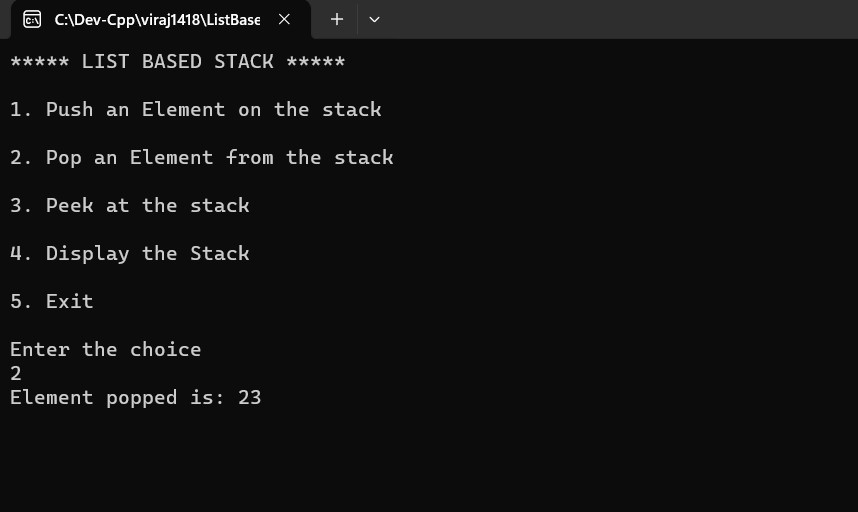 C:\Dev-Cpp\viraj1418\ListBase
***** LIST BASED STACK *****
1. Push an Element on the stack
2. Pop an Element from the stack
3. Peek at the stack
4. Display the Stack
5. Exit
Enter the choice
2
Element popped is: 23